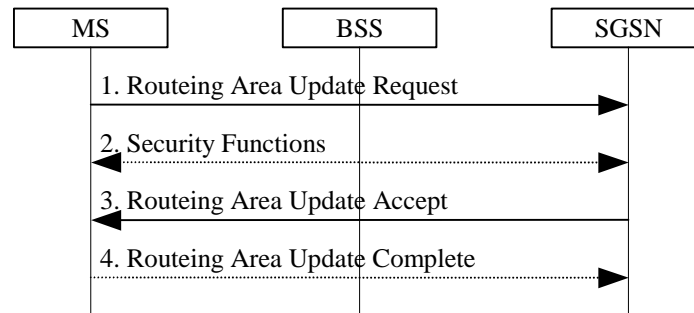 MS BSS SGSN
1. Routeing Area Update Request
2. Security Functions
3. Routeing Area Update Accept
4. Routeing Area Update Complete